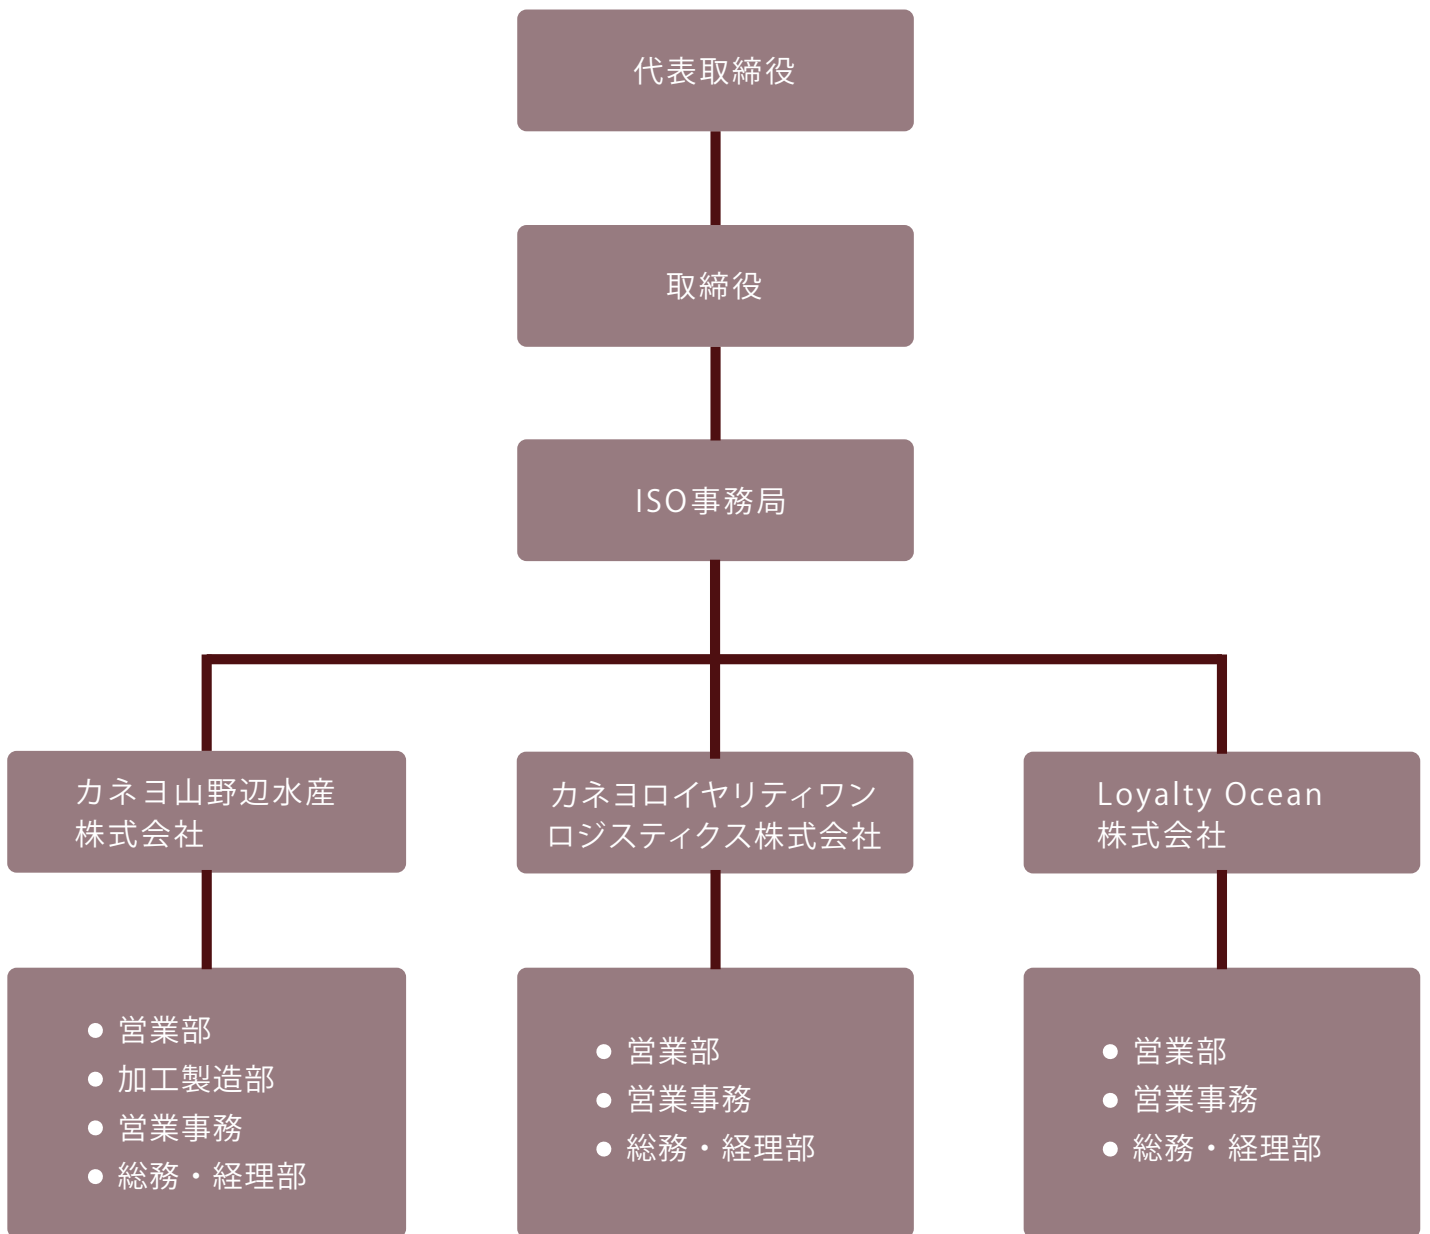 代表取締役
取締役
ISO事務局
カネヨ山野辺水産
株式会社
カネヨロイヤリティワン
ロジスティクス株式会社
Loyalty Ocean
株式会社
● 営業部
● 加工製造部
● 営業事務
● 総務・経理部
● 営業部
● 営業事務
● 総務・経理部
● 営業部
● 営業事務
● 総務・経理部